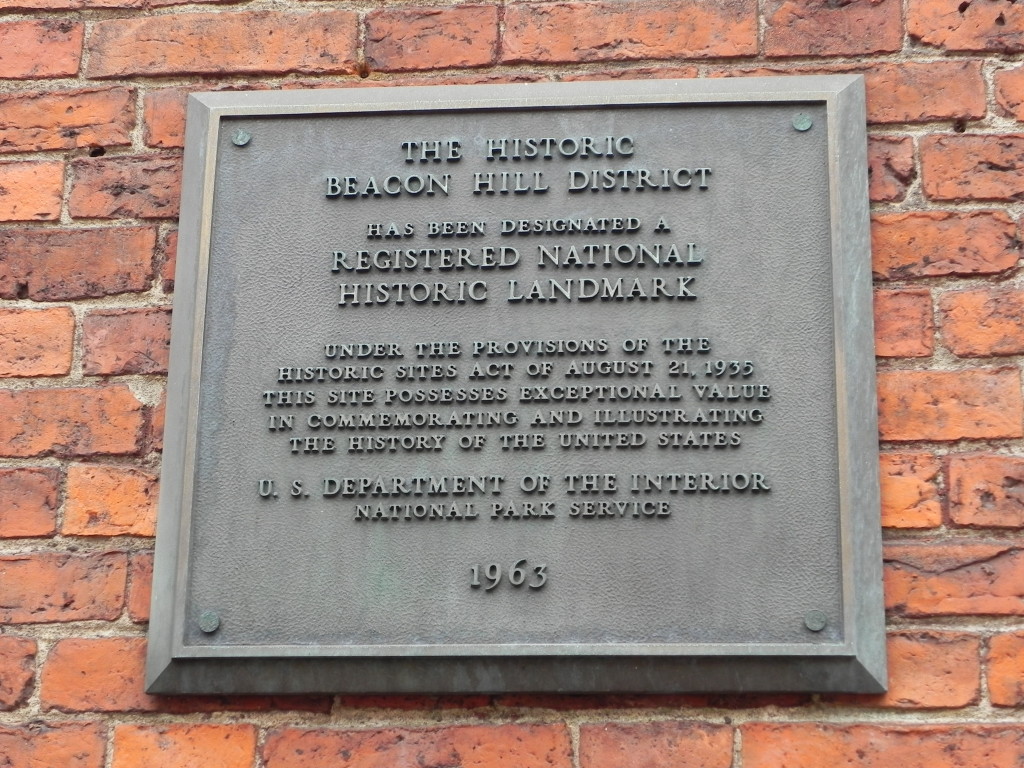 THE HISTORIC
BEACON HILL DISTRICT
HAS BEEN DESIGNATED A
REGISTERED NATIONAL
HISTORIC LANDMARK
UNDER THE PROVISIONS OF THE
HISTORIC SITES ACT OF AUGUST 21, 1935
THIS SITE POSSESSES EXCEPTIONAL VALUE
IN COMMEMORATING AND ILLUSTRATING
THE HISTORY OF THE UNITED STATES
U. S. DEPARTMENT OF THE INTERIOR
NATIONAL PARK SERVICE
1963